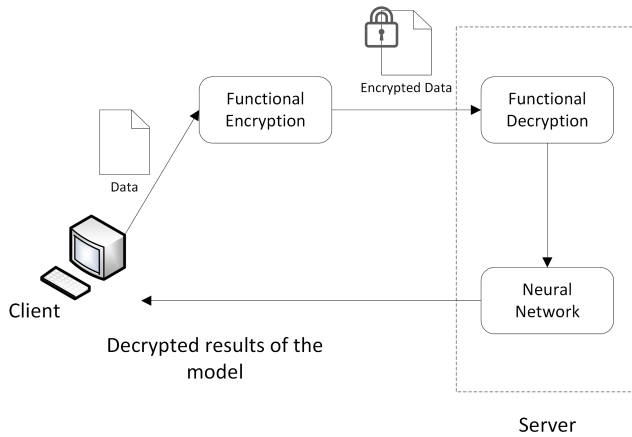 Encrypted Data
Functional
Encryption
Functional
Decryption
Data
Client
Neural
Network
Decrypted results of the
model
Server